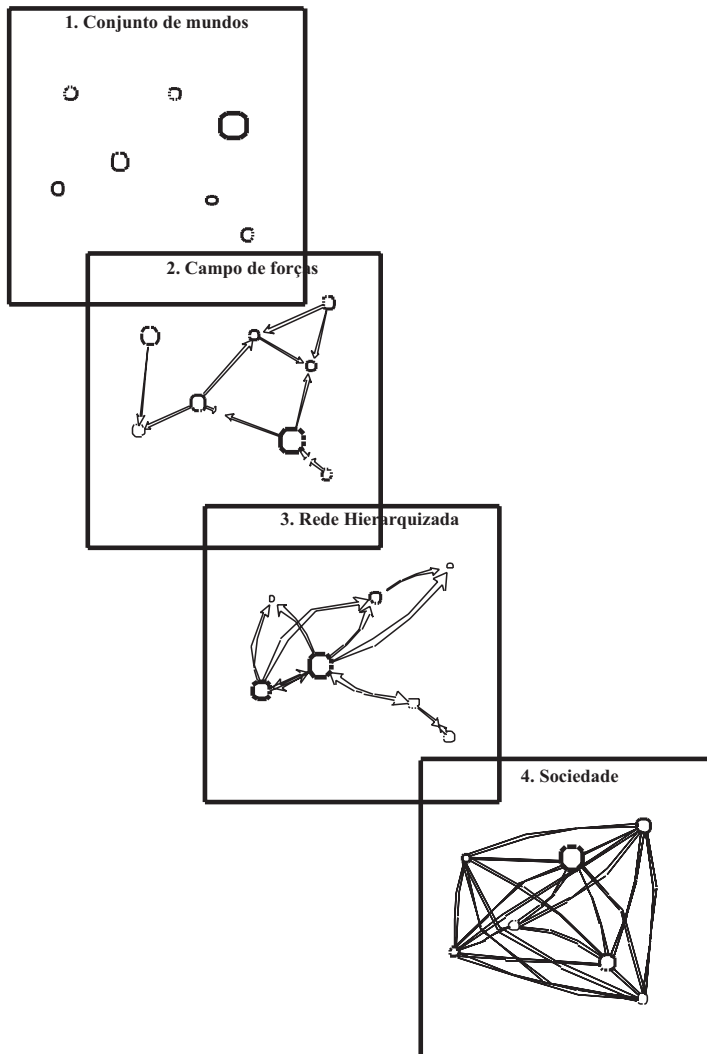 1. Conjunto de mundos
2. Campo de forças
3. Rede Hierarquizada
4. Sociedade